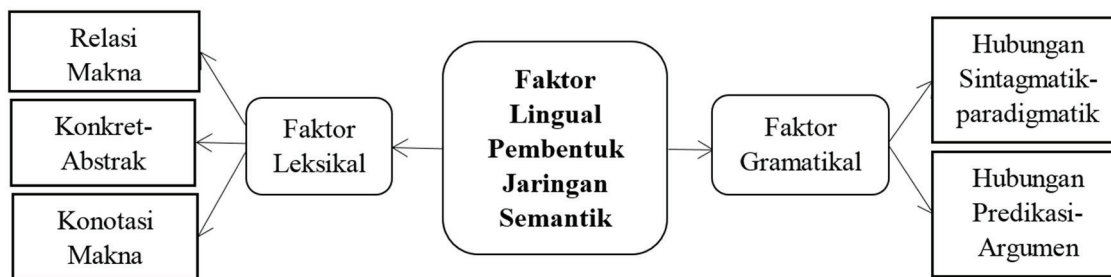 Relasi
Makna
Konkret-
Abstrak
Konotasi
Makna
Faktor
Leksikal
Faktor
Lingual
Pembentuk
Jaringan
Semantik
Faktor
Gramatikal
Hubungan
Sintagmatik-
paradigmatik
Hubungan
Predikasi-
Argumen